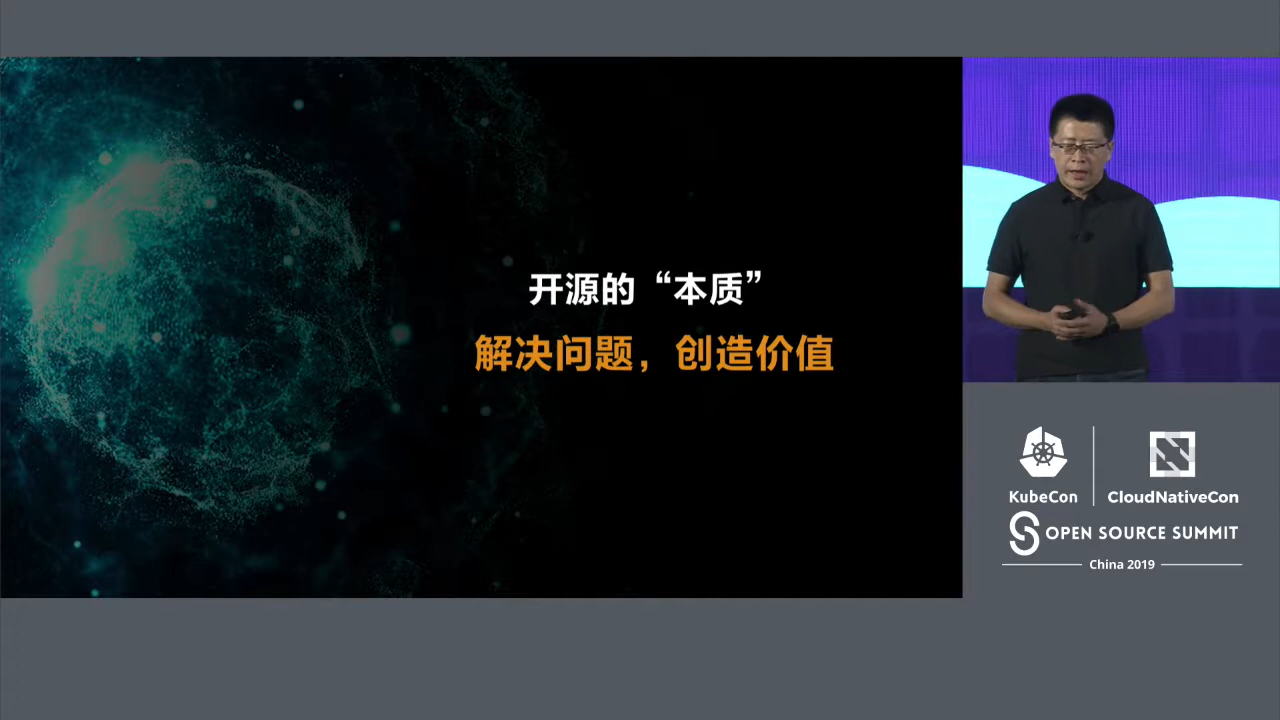 开源的“本质”
解决问题，创造价值
KubeCon
CloudNativeCon
OPEN SOURCE SUMMIT
China 2019